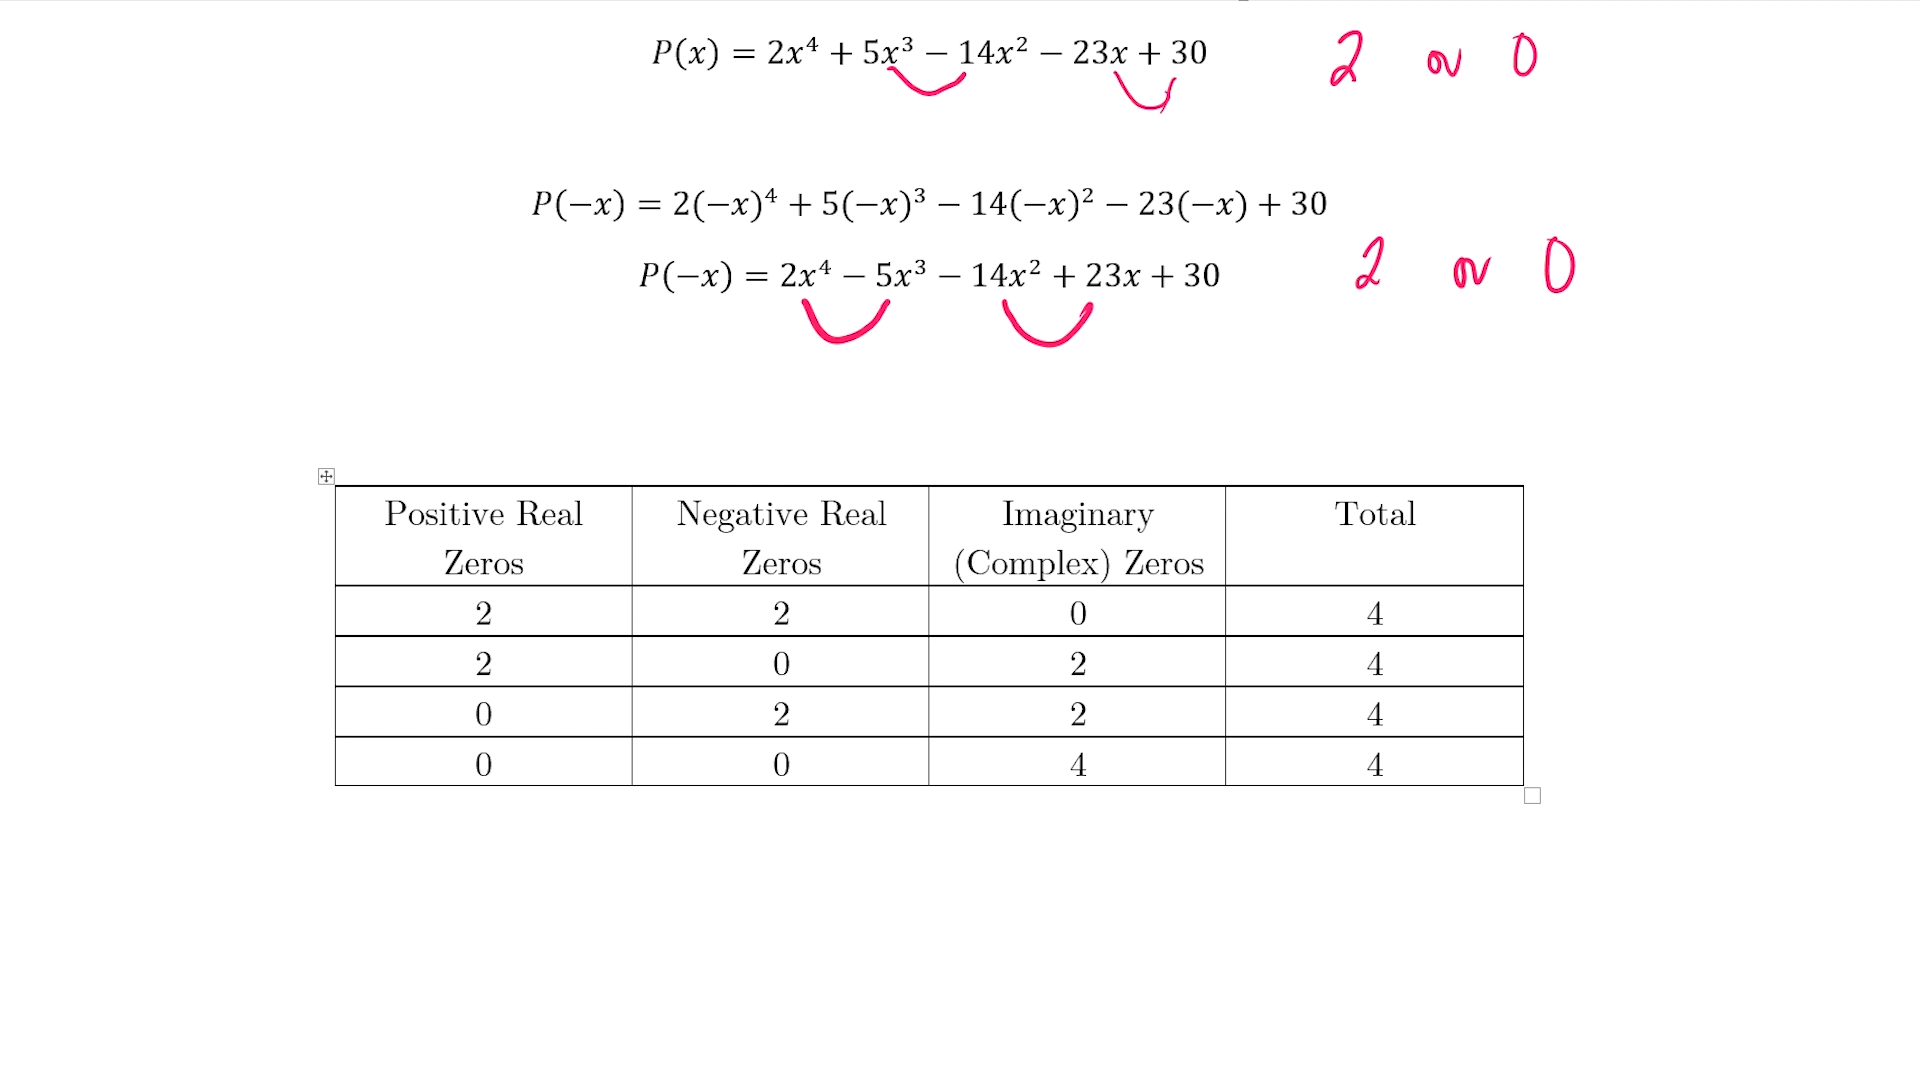 P(x) = 2x⁴ + 5x³ − 14x² − 23x + 30 2 or 0
P(−x) = 2(−x)⁴ + 5(−x)³ − 14(−x)² − 23(−x) + 30
P(−x) = 2x⁴ − 5x³ − 14x² + 23x + 30 2 or 0
Positive Real Zeros Negative Real Zeros Imaginary (Complex) Zeros Total
2 2 0 4
2 0 2 4
0 2 2 4
0 0 4 4